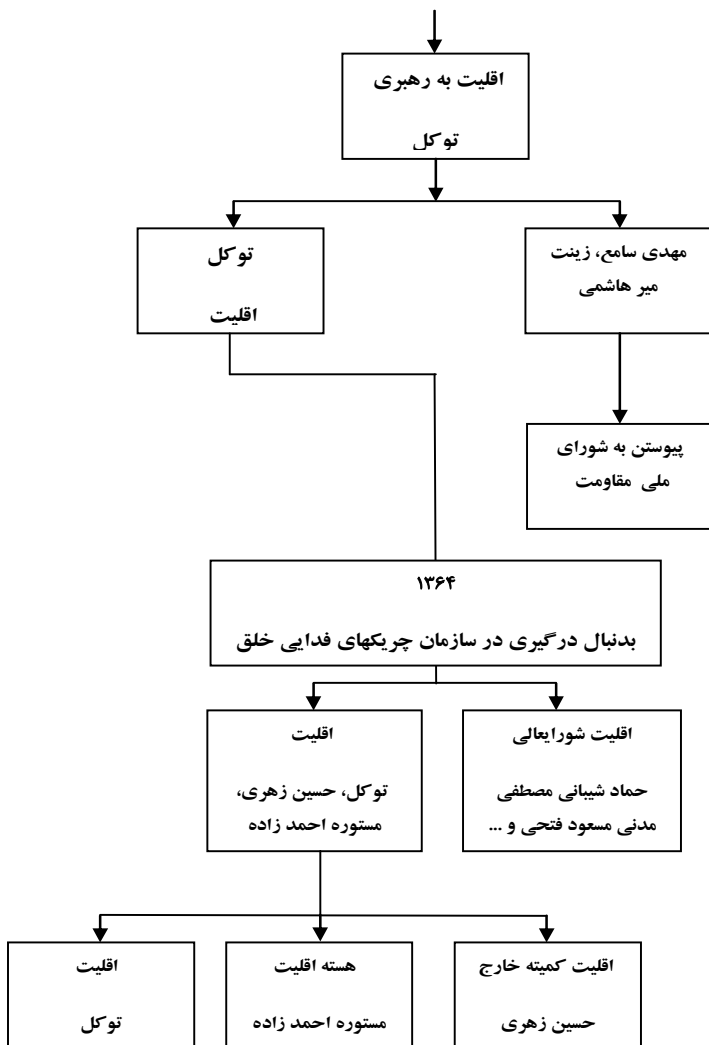 اقلیت به رهبری
توکل
مهدی سامع، زینت
میر هاشمی
توکل
اقلیت
پیوستن به شورای
ملی مقاومت
۱۳۶۴
بدنبال درگیری در سازمان چریکهای فدایی خلق
اقلیت شورایعالی
حماد شیبانی مصطفی
مدنی مسعود فتحی و ...
اقلیت
توکل، حسین زهری،
مستوره احمد زاده
اقلیت کمیته خارج
حسین زهری
هسته اقلیت
مستوره احمد زاده
اقلیت
توکل